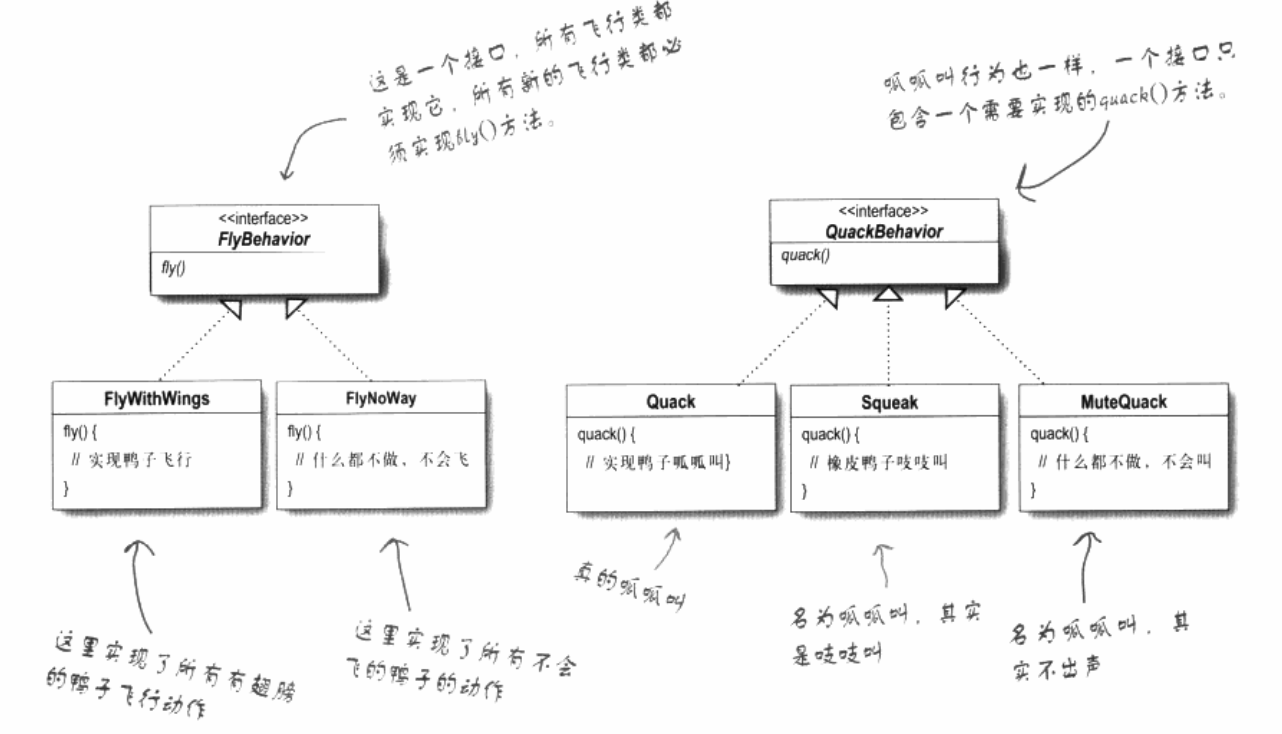 这是一个接口，所有飞行类都
实现它，所有新的飞行类都必
须实现fly()方法。
<<interface>>
FlyBehavior
fly()
FlyWithWings
fly() {
// 实现鸭子飞行
}
FlyNoWay
fly() {
// 什么都不做，不会飞
}
这里实现了所有有翅膀
的鸭子飞行动作
这里实现了所有不会
飞的鸭子的动作
呱呱叫行为也一样，一个接口只
包含一个需要实现的quack()方法。
<<interface>>
QuackBehavior
quack()
Quack
quack() {
// 实现鸭子呱呱叫}
Squeak
quack() {
// 橡皮鸭子吱吱叫
}
MuteQuack
quack() {
// 什么都不做，不会叫
}
真的呱呱叫
名为呱呱叫，其实
是吱吱叫
名为呱呱叫，其
实不出声